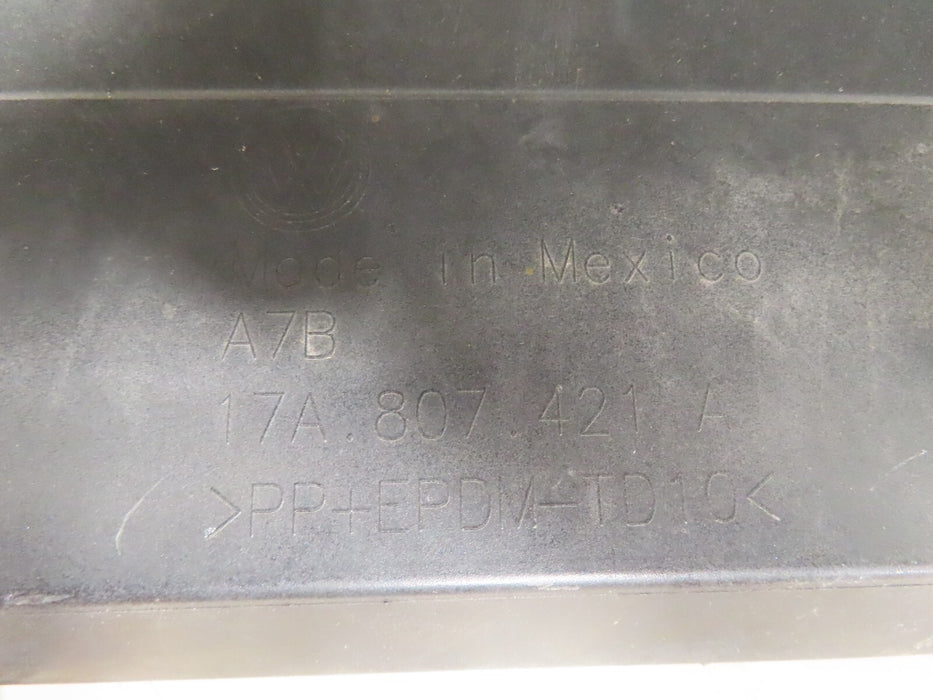 Made in Mexico
A7B
17A.807.421 A
>PP+EPDM-TD10<